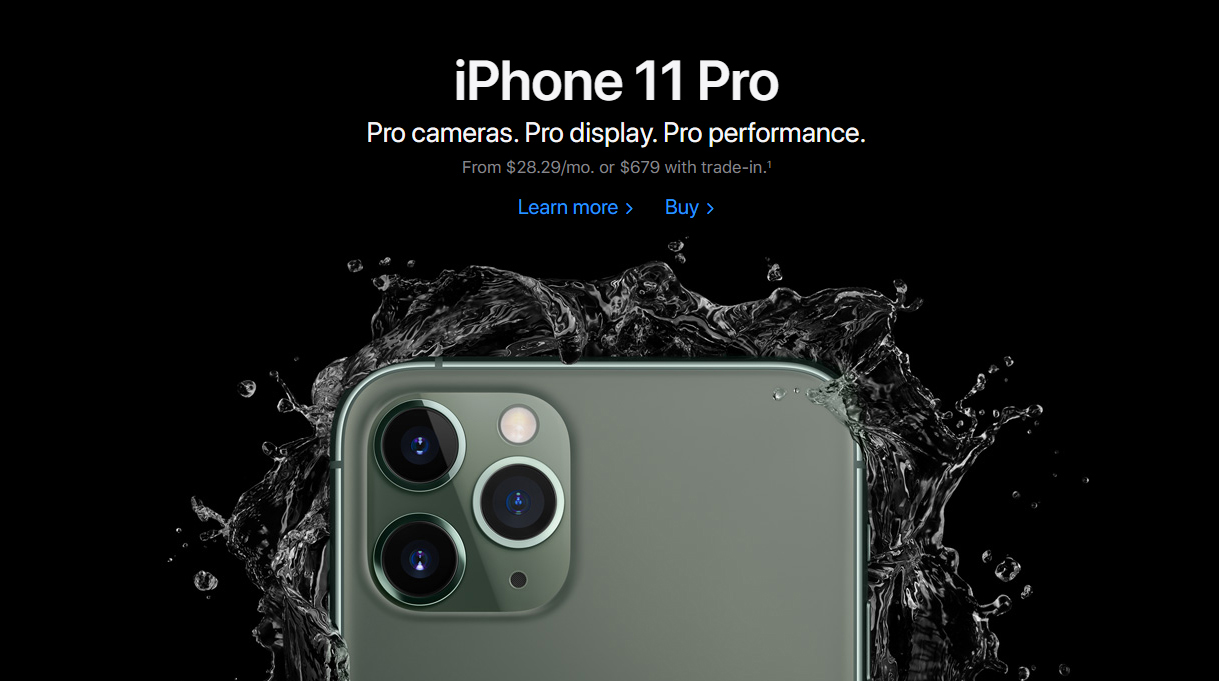 iPhone 11 Pro
Pro cameras. Pro display. Pro performance.
From $28.29/mo. or $679 with trade-in.¹
Learn more > Buy >